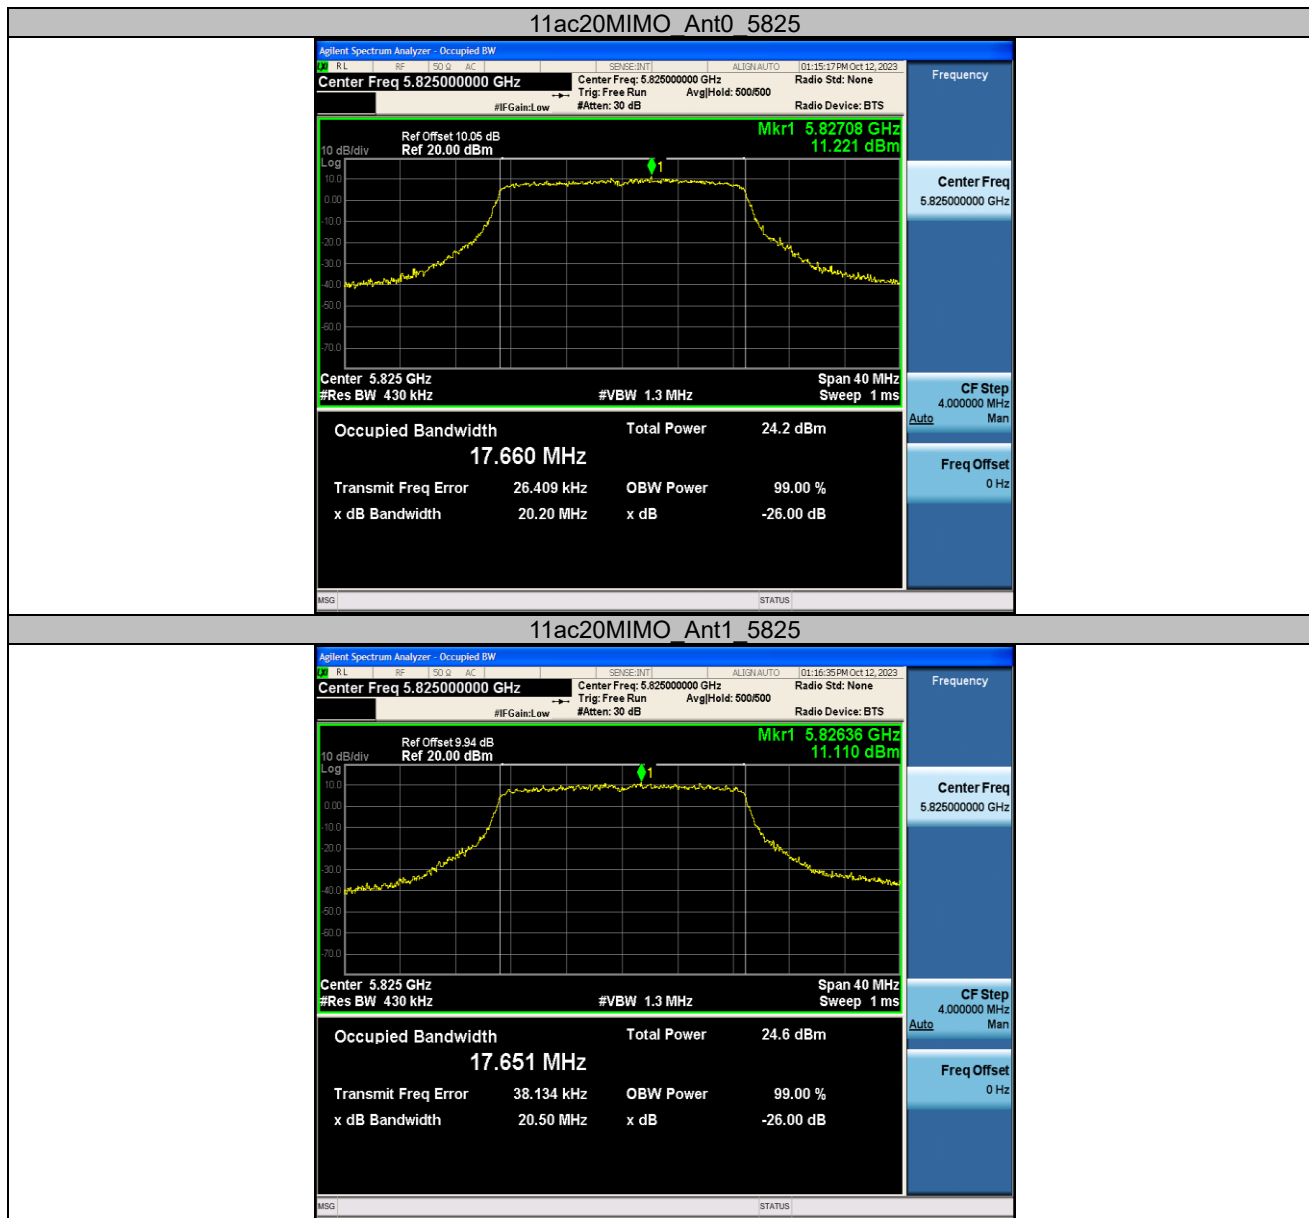 11ac20MIMO_Ant0_5825
Agilent Spectrum Analyzer - Occupied BW
RL RF 50 Ω AC SENSE:INT ALIGNAUTO 01:15:17 PM Oct 12, 2023
Center Freq 5.825000000 GHz
Center Freq: 5.825000000 GHz
Radio Std: None
Trig: Free Run Avg|Hold: 500/500
#IFGain:Low #Atten: 30 dB Radio Device: BTS
Frequency
Mkr1 5.82708 GHz
11.221 dBm
Ref Offset 10.05 dB
10 dB/div Ref 20.00 dBm
Log
10.0
0.00
-10.0
-20.0
-30.0
-40.0
-50.0
-60.0
-70.0
1
Center 5.825 GHz Span 40 MHz
#Res BW 430 kHz #VBW 1.3 MHz Sweep 1 ms
Center Freq
5.825000000 GHz
CF Step
4.000000 MHz
Auto Man
Freq Offset
0 Hz
Occupied Bandwidth Total Power 24.2 dBm
17.660 MHz
Transmit Freq Error 26.409 kHz OBW Power 99.00 %
x dB Bandwidth 20.20 MHz x dB -26.00 dB
MSG STATUS
11ac20MIMO_Ant1_5825
Agilent Spectrum Analyzer - Occupied BW
RL RF 50 Ω AC SENSE:INT ALIGNAUTO 01:16:35 PM Oct 12, 2023
Center Freq 5.825000000 GHz
Center Freq: 5.825000000 GHz
Radio Std: None
Trig: Free Run Avg|Hold: 500/500
#IFGain:Low #Atten: 30 dB Radio Device: BTS
Frequency
Mkr1 5.82636 GHz
11.110 dBm
Ref Offset 9.94 dB
10 dB/div Ref 20.00 dBm
Log
10.0
0.00
-10.0
-20.0
-30.0
-40.0
-50.0
-60.0
-70.0
1
Center 5.825 GHz Span 40 MHz
#Res BW 430 kHz #VBW 1.3 MHz Sweep 1 ms
Center Freq
5.825000000 GHz
CF Step
4.000000 MHz
Auto Man
Freq Offset
0 Hz
Occupied Bandwidth Total Power 24.6 dBm
17.651 MHz
Transmit Freq Error 38.134 kHz OBW Power 99.00 %
x dB Bandwidth 20.50 MHz x dB -26.00 dB
MSG STATUS